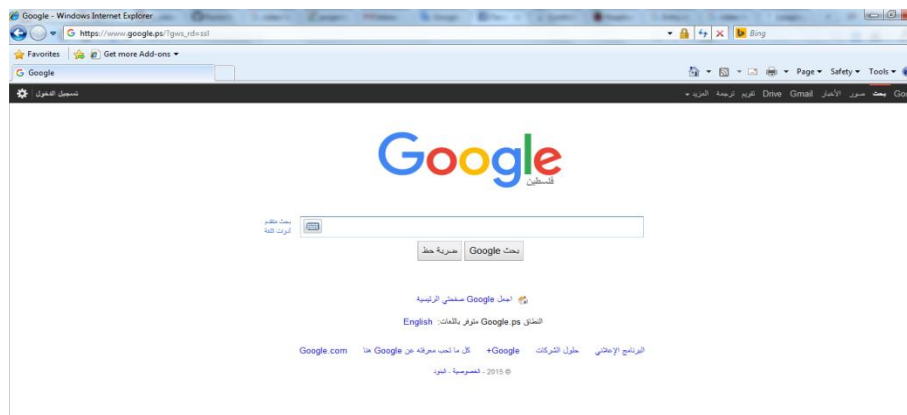 Google - Windows Internet Explorer
https://www.google.ps/?gws_rd=ssl
Bing
Favorites Get more Add-ons
Google
Page Safety Tools
بحث صور الأخبار Gmail Drive تقويم ترجمة المزيد
تسجيل الدخول
Google
فلسطين
بحث متقدم
أدوات اللغة
بحث Google ضربة حظ
اجعل Google صفحتي الرئيسية
النطاق Google.ps متوفر باللغات: English
البرنامج الإعلاني حلول الشركات Google+ كل ما تحب معرفته عن Google هنا Google.com
© 2015 - الخصوصية - البنود